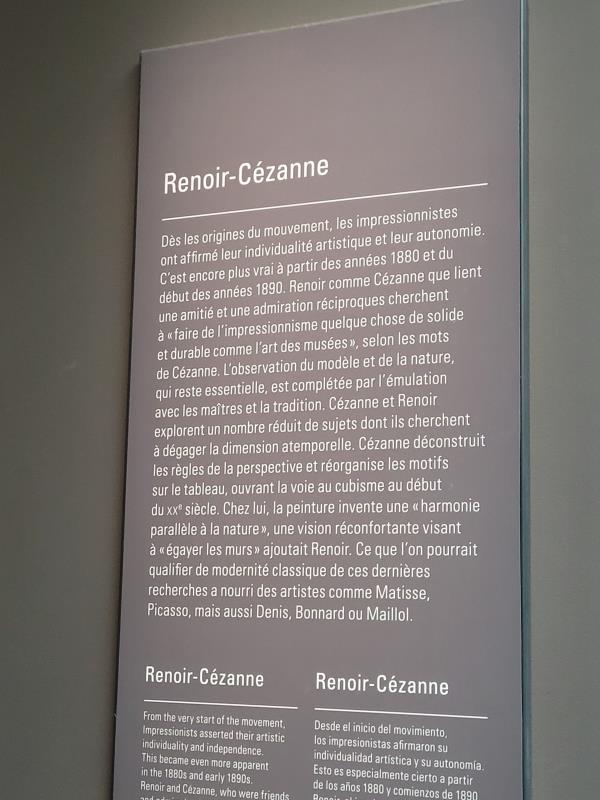 Renoir-Cézanne
Dès les origines du mouvement, les impressionnistes
ont affirmé leur individualité artistique et leur autonomie.
C'est encore plus vrai à partir des années 1880 et du
début des années 1890. Renoir comme Cézanne que lient
une amitié et une admiration réciproques cherchent
à «faire de l'impressionnisme quelque chose de solide
et durable comme l'art des musées», selon les mots
de Cézanne. L'observation du modèle et de la nature,
qui reste essentielle, est complétée par l'émulation
avec les maîtres et la tradition. Cézanne et Renoir
explorent un nombre réduit de sujets dont ils cherchent
à dégager la dimension atemporelle. Cézanne déconstruit
les règles de la perspective et réorganise les motifs
sur le tableau, ouvrant la voie au cubisme au début
du XXe siècle. Chez lui, la peinture invente une «harmonie
parallèle à la nature», une vision réconfortante visant
à «égayer les murs» ajoutait Renoir. Ce que l'on pourrait
qualifier de modernité classique de ces dernières
recherches a nourri des artistes comme Matisse,
Picasso, mais aussi Denis, Bonnard ou Maillol.
Renoir-Cézanne
From the very start of the movement,
Impressionists asserted their artistic
individuality and independence.
This became even more apparent
in the 1880s and early 1890s.
Renoir and Cézanne, who were friends
Renoir-Cézanne
Desde el inicio del movimiento,
los impresionistas afirmaron su
individualidad artística y su autonomía.
Esto es especialmente cierto a partir
de los años 1880 y comienzos de 1890.